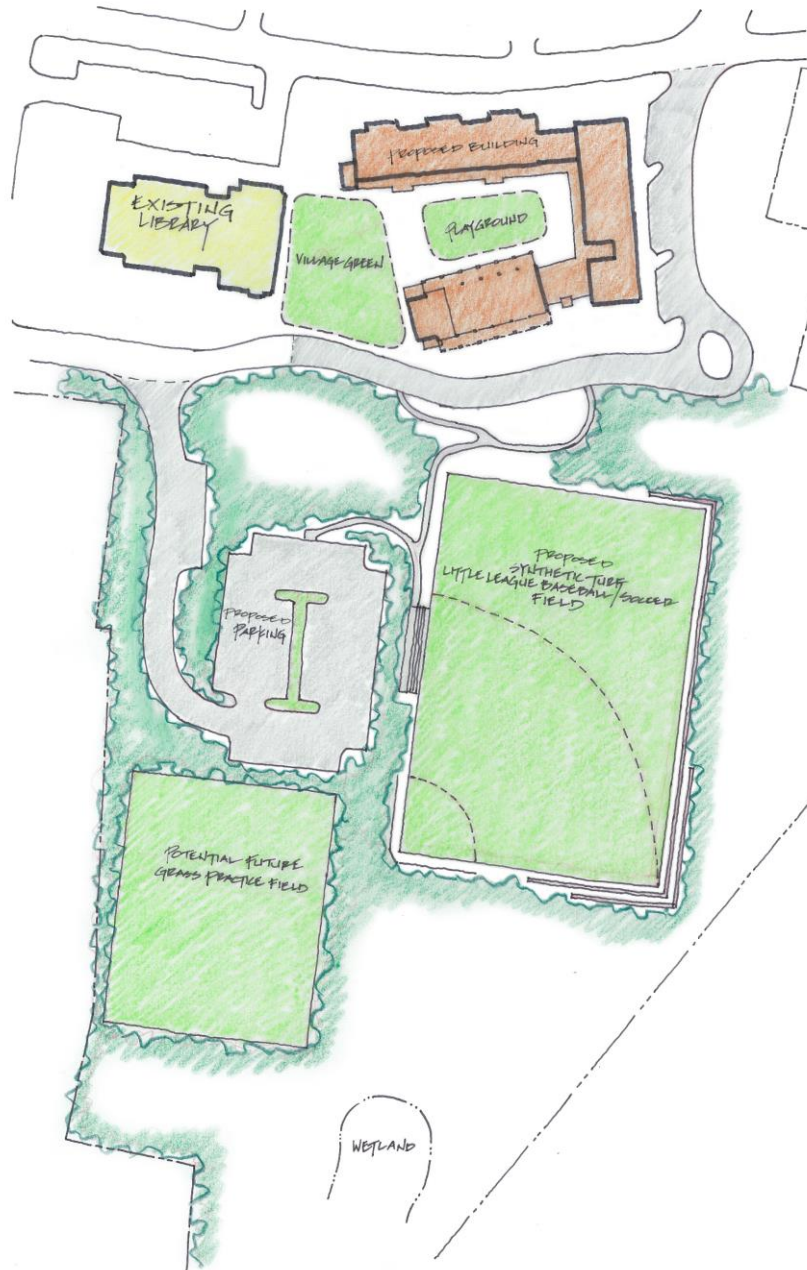 PROPOSED BUILDING
EXISTING
LIBRARY
PLAYGROUND
VILLAGE GREEN
PROPOSED
SYNTHETIC TURF
LITTLE LEAGUE BASEBALL/SOCCER
FIELD
PROPOSED
PARKING
POTENTIAL FUTURE
GRASS PRACTICE FIELD
WETLAND